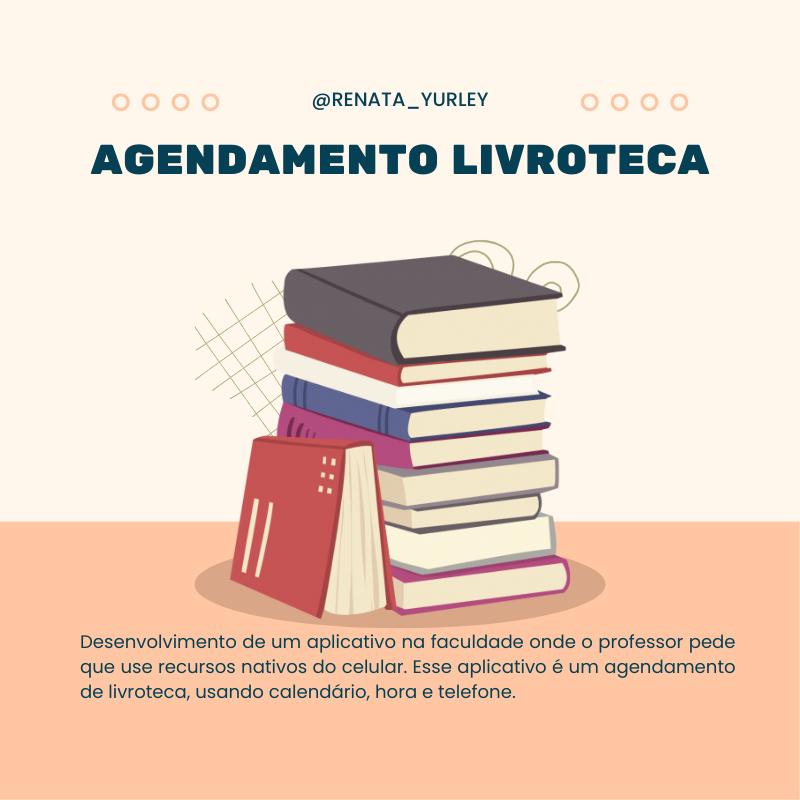 @RENATA_YURLEY
AGENDAMENTO LIVROTECA
Desenvolvimento de um aplicativo na faculdade onde o professor pede
que use recursos nativos do celular. Esse aplicativo é um agendamento
de livroteca, usando calendário, hora e telefone.